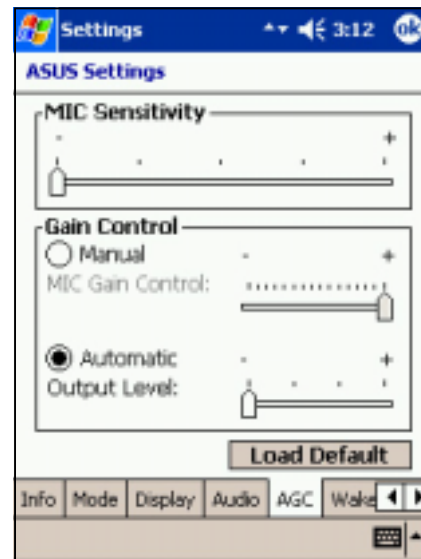 Settings 3:12 ok
ASUS Settings
MIC Sensitivity
- +
Gain Control
Manual - +
MIC Gain Control:
Automatic - +
Output Level:
Load Default
Info Mode Display Audio AGC Wake